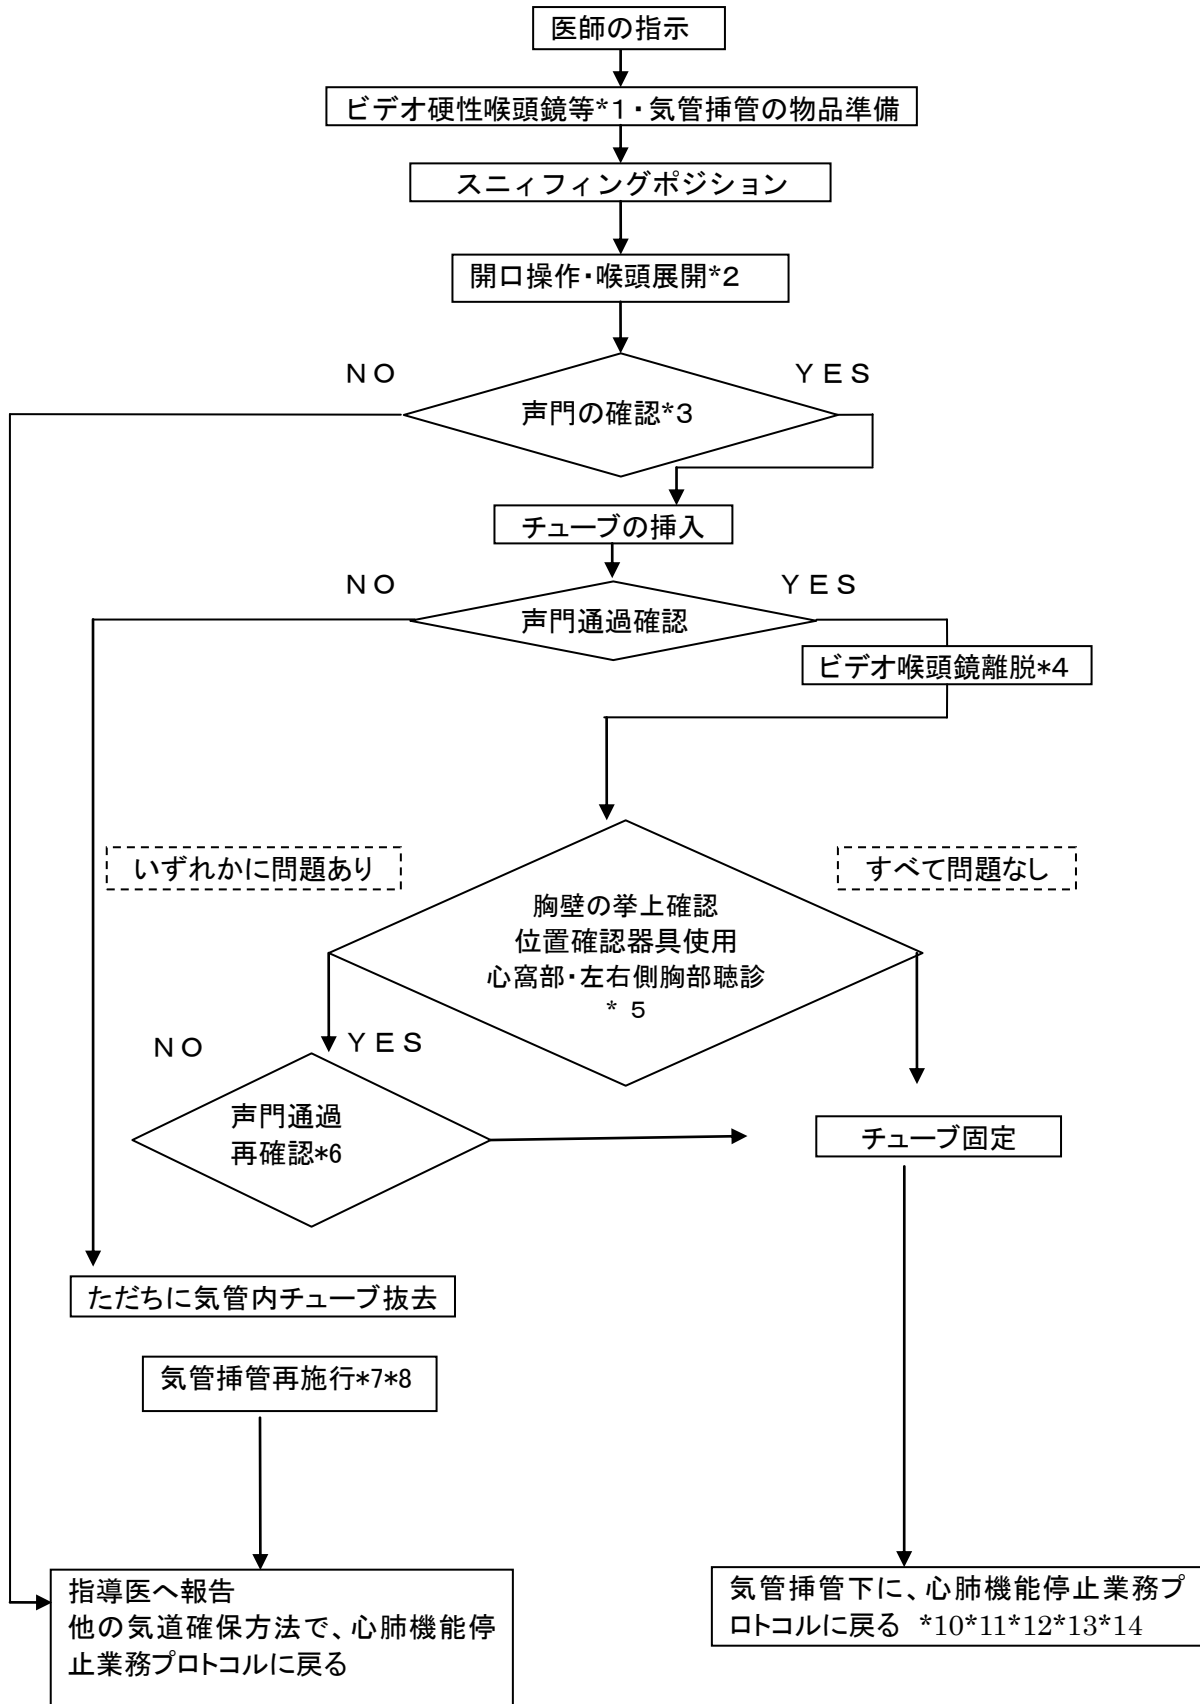 医師の指示
ビデオ硬性喉頭鏡等*1・気管挿管の物品準備
スニィフィングポジション
開口操作・喉頭展開*2
NO
YES
声門の確認*3
チューブの挿入
NO
YES
声門通過確認
ビデオ喉頭鏡離脱*4
いずれかに問題あり
すべて問題なし
胸壁の挙上確認
位置確認器具使用
心窩部・左右側胸部聴診
* 5
NO
YES
声門通過
再確認*6
チューブ固定
ただちに気管内チューブ抜去
気管挿管再施行*7*8
指導医へ報告
他の気道確保方法で、心肺機能停
止業務プロトコルに戻る
気管挿管下に、心肺機能停止業務プ
ロトコルに戻る *10*11*12*13*14